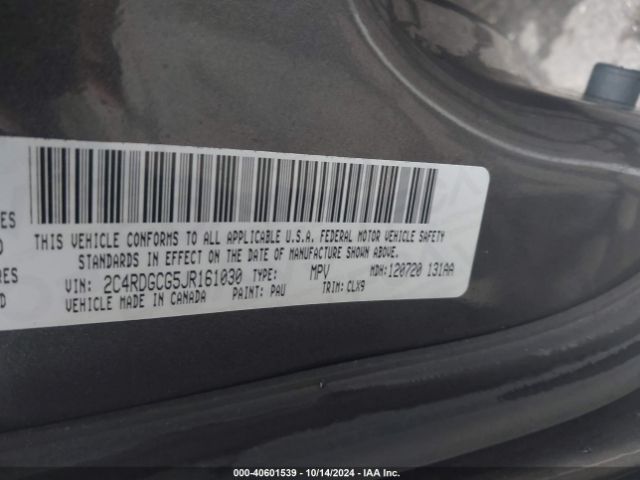 ES
THIS VEHICLE CONFORMS TO ALL APPLICABLE U.S.A. FEDERAL MOTOR VEHICLE SAFETY
STANDARDS IN EFFECT ON THE DATE OF MANUFACTURE SHOWN ABOVE.
RES
VIN: 2C4RDGCG5JR161030 TYPE: MPV MDH: 120720 131AA
VEHICLE MADE IN CANADA PAINT: PAU TRIM: CLX9
000-40601539 - 10/14/2024 - IAA Inc.